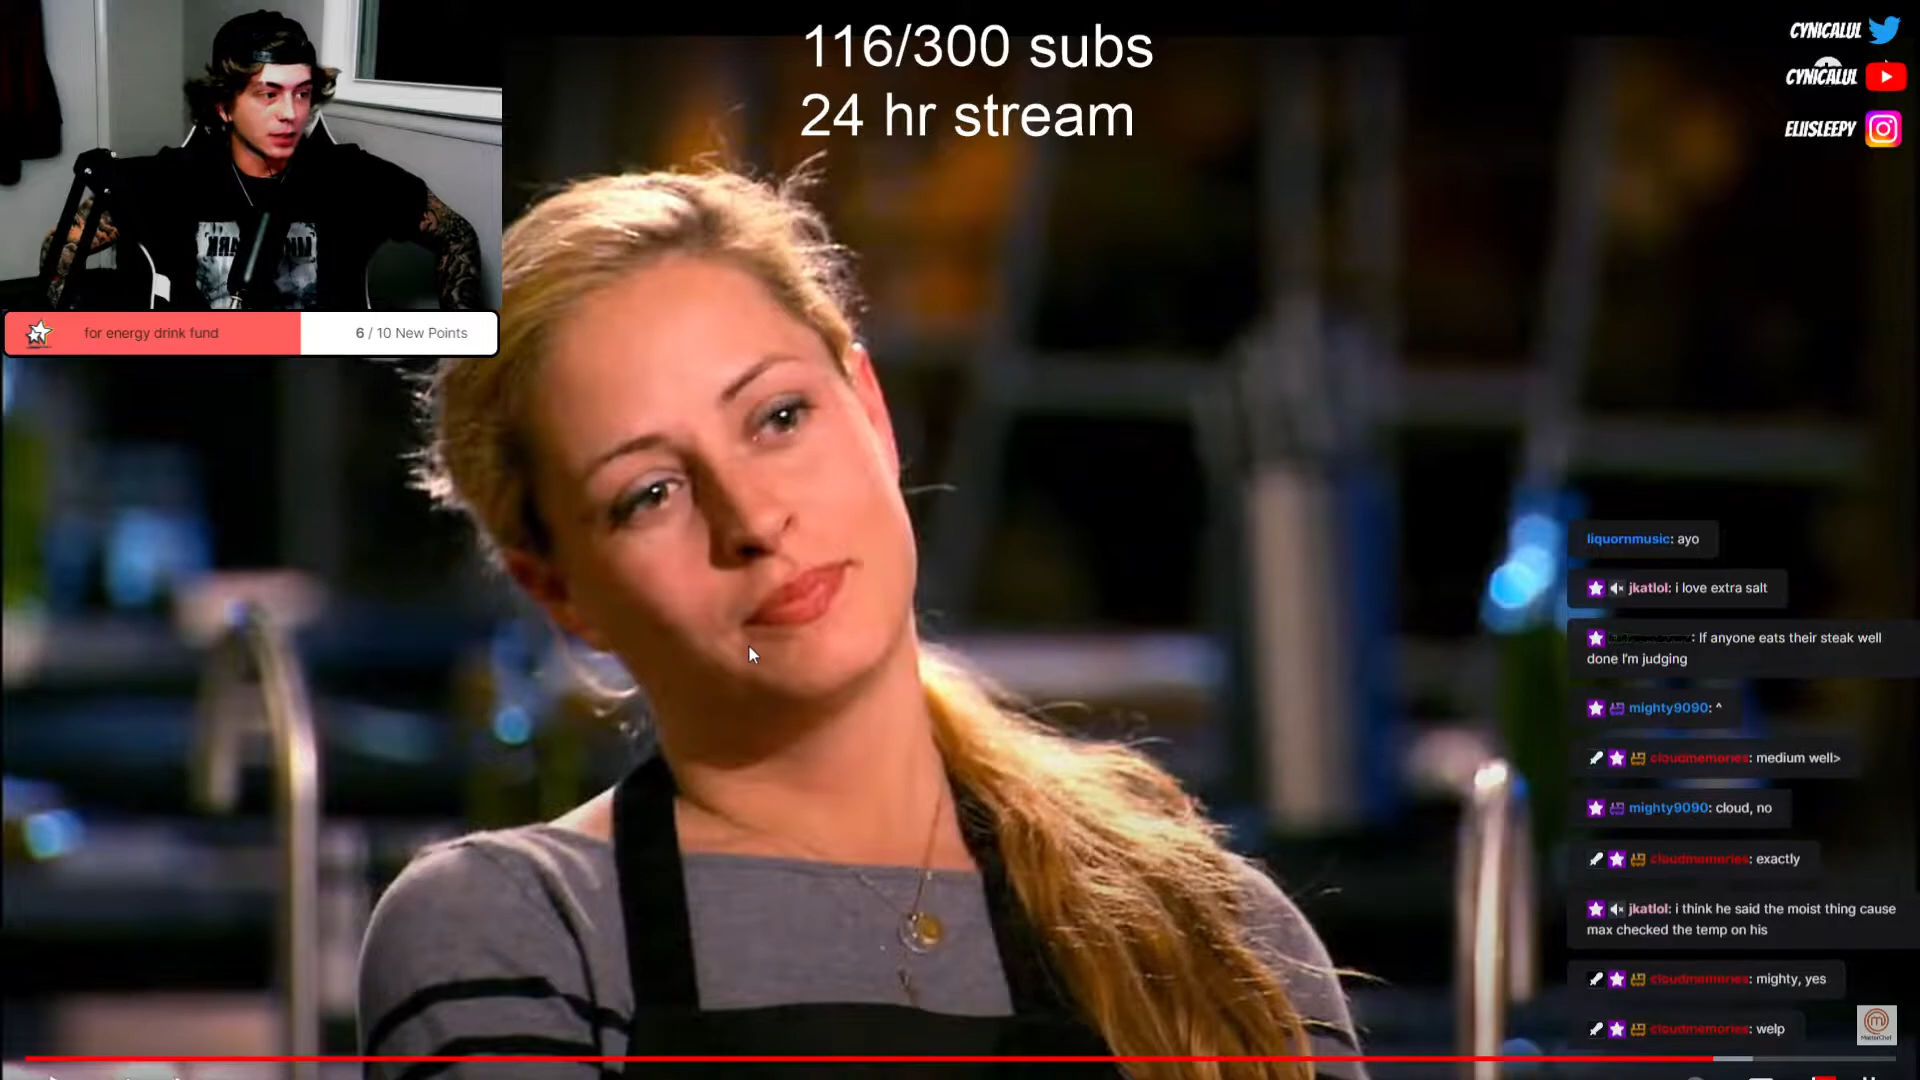 116/300 subs
24 hr stream
CYNICALUL
CYNICALUL
ELIISLEEPY
for energy drink fund
6 / 10 New Points
liquornmusic: ayo
jkatlol: i love extra salt
: If anyone eats their steak well
done I'm judging
mighty9090: ^
cloudmemories: medium well>
mighty9090: cloud, no
cloudmemories: exactly
jkatlol: i think he said the moist thing cause
max checked the temp on his
cloudmemories: mighty, yes
cloudmemories: welp
MasterChef